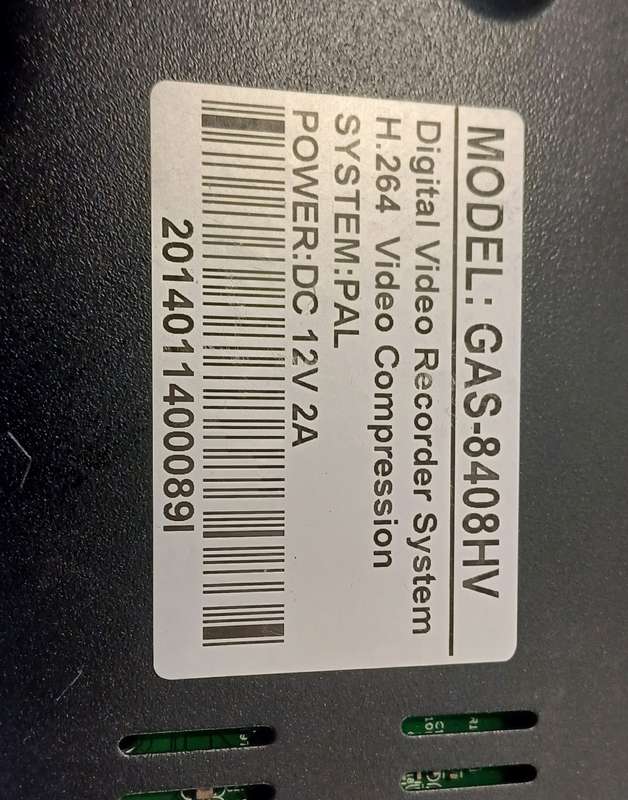 MODEL: GAS-8408HV
Digital Video Recorder System
H.264 Video Compression
SYSTEM:PAL
POWER:DC 12V 2A
2014011400089I